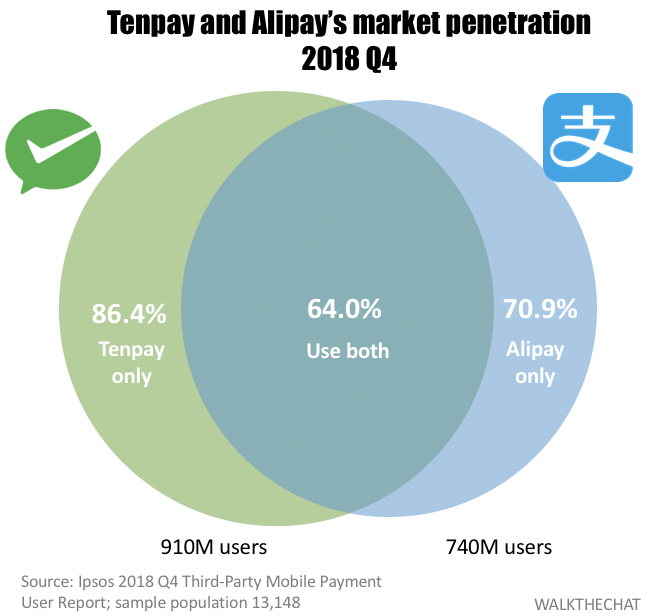 Tenpay and Alipay's market penetration
2018 Q4
支
86.4%
Tenpay
only
64.0%
Use both
70.9%
Alipay
only
910M users
740M users
Source: Ipsos 2018 Q4 Third-Party Mobile Payment
User Report; sample population 13,148
WALKTHECHAT